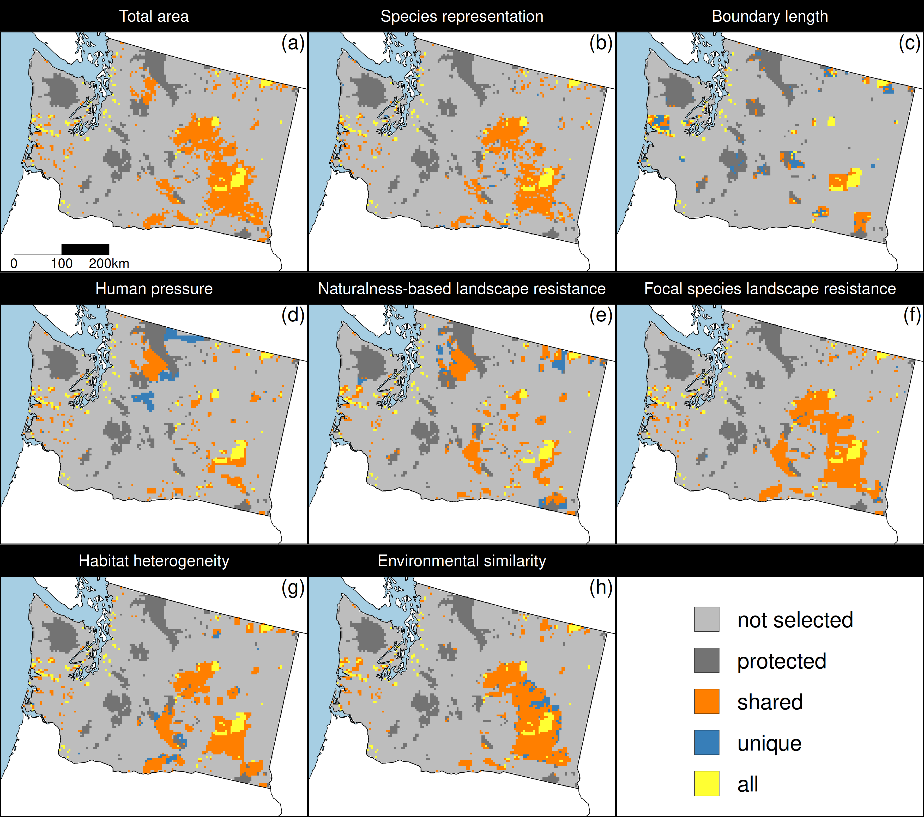 Total area
Species representation
Boundary length
(a)
(b)
(c)
0
100
200km
Human pressure
Naturalness-based landscape resistance
Focal species landscape resistance
(d)
(e)
(f)
Habitat heterogeneity
Environmental similarity
(g)
(h)
not selected
protected
shared
unique
all